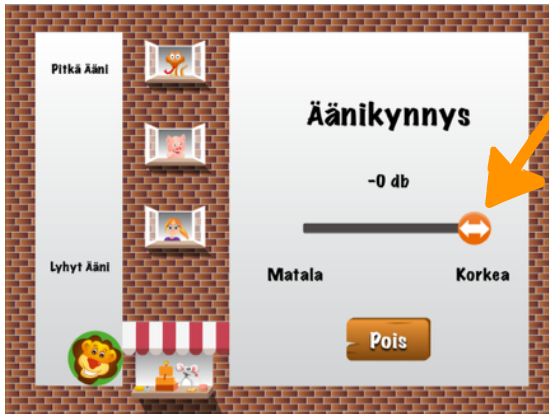 Pitkä Ääni
Äänikynnys
-0 db
Lyhyt Ääni
Matala
Korkea
Pois